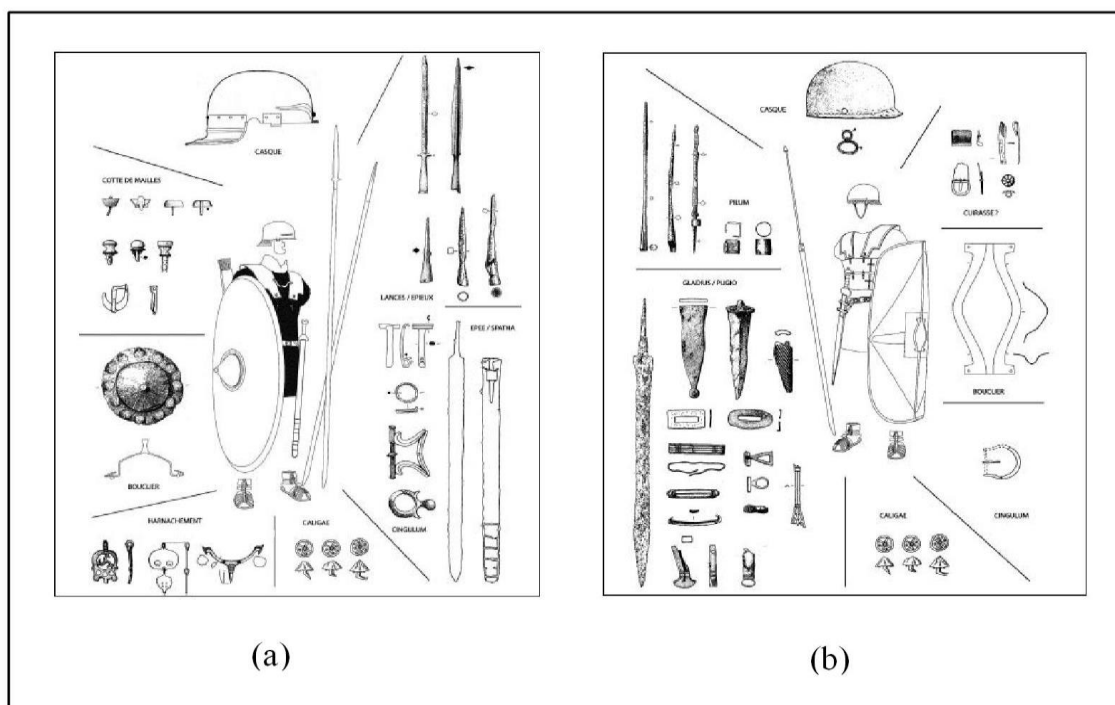 CASQUE
COTTE DE MAILLES
LANCES / EPIEUX
EPEE / SPATHA
BOUCLIER
HARNACHEMENT
CALIGAE
CINGULUM
(a)
CASQUE
PILUM
CUIRASSE?
GLADIUS / PUGIO
BOUCLIER
CALIGAE
CINGULUM
(b)